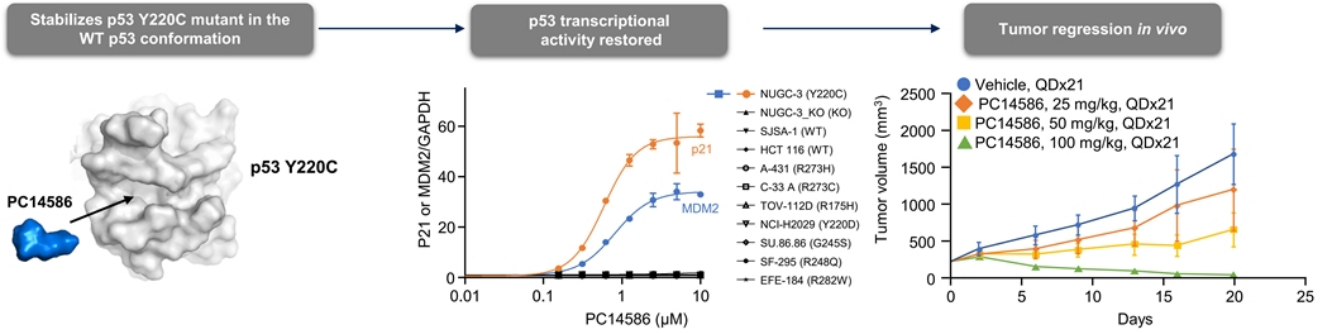 Stabilizes p53 Y220C mutant in the
WT p53 conformation
p53 transcriptional
activity restored
Tumor regression in vivo
PC14586
p53 Y220C
P21 or MDM2/GAPDH
60
40
20
0
0.01
0.1
1
10
PC14586 (μM)
p21
MDM2
NUGC-3 (Y220C)
NUGC-3_KO (KO)
SJSA-1 (WT)
HCT 116 (WT)
A-431 (R273H)
C-33 A (R273C)
TOV-112D (R175H)
NCI-H2029 (Y220D)
SU.86.86 (G245S)
SF-295 (R248Q)
EFE-184 (R282W)
Vehicle, QDx21
PC14586, 25 mg/kg, QDx21
PC14586, 50 mg/kg, QDx21
PC14586, 100 mg/kg, QDx21
Tumor volume (mm³)
2500
2000
1500
1000
500
0
0
5
10
15
20
25
Days